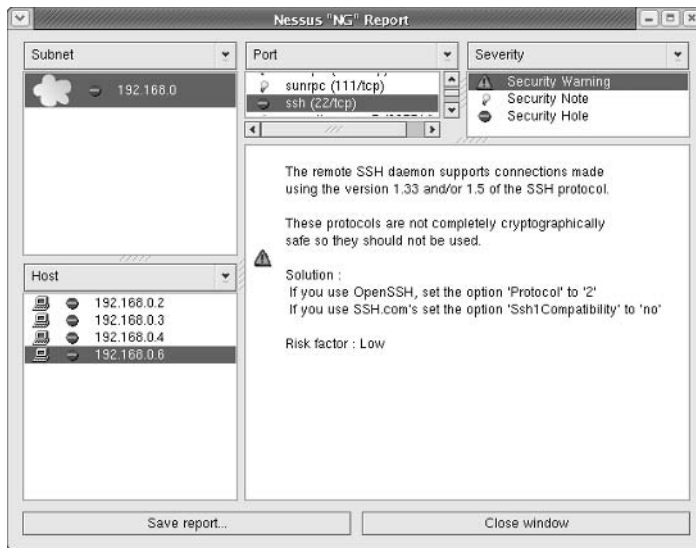 Nessus "NG" Report
Subnet
192.168.0
Port
sunrpc (111/tcp)
ssh (22/tcp)
Severity
Security Warning
Security Note
Security Hole
Host
192.168.0.2
192.168.0.3
192.168.0.4
192.168.0.6
The remote SSH daemon supports connections made
using the version 1.33 and/or 1.5 of the SSH protocol.
These protocols are not completely cryptographically
safe so they should not be used.
Solution :
If you use OpenSSH, set the option 'Protocol' to '2'
If you use SSH.com's set the option 'Ssh1Compatibility' to 'no'
Risk factor : Low
Save report...
Close window